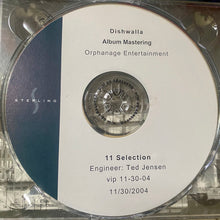 Dishwalla
Album Mastering
Orphanage Entertainment
STERLING
11 Selection
Engineer: Ted Jensen
vip 11-30-04
11/30/2004